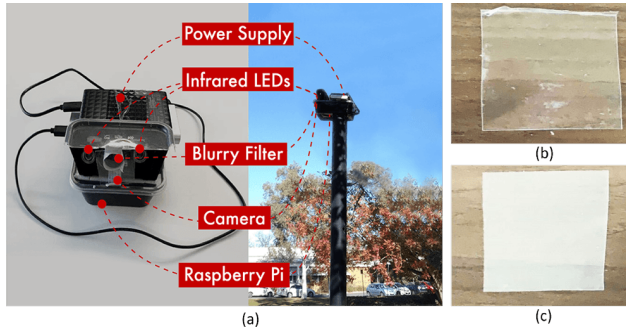 Power Supply
Infrared LEDs
Blurry Filter
Camera
Raspberry Pi
(a)
(b)
(c)